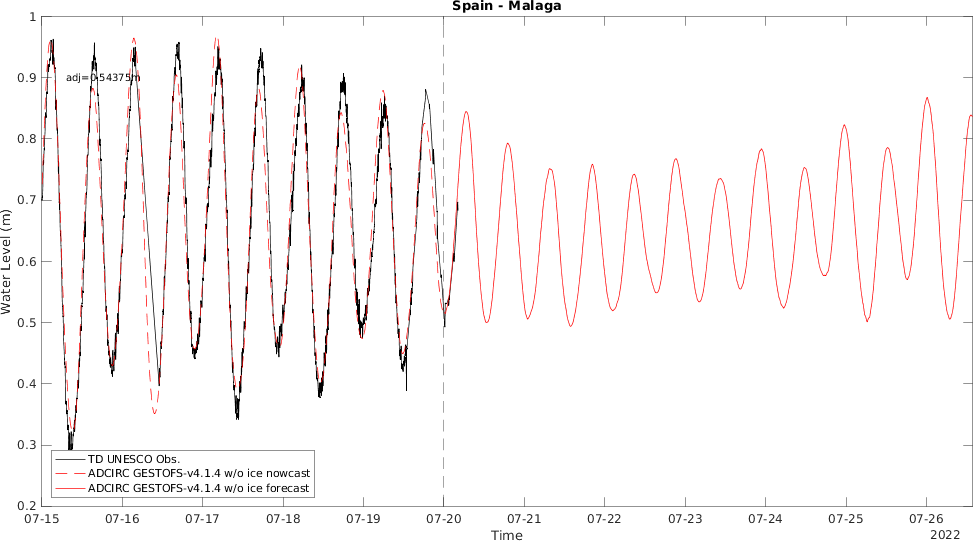 Spain - Malaga
1
0.9
0.8
0.7
0.6
0.5
0.4
0.3
0.2
Water Level (m)
adj=0.54375m
TD UNESCO Obs.
ADCIRC GESTOFS-v4.1.4 w/o ice nowcast
ADCIRC GESTOFS-v4.1.4 w/o ice forecast
07-15 07-16 07-17 07-18 07-19 07-20 07-21 07-22 07-23 07-24 07-25 07-26
Time
2022